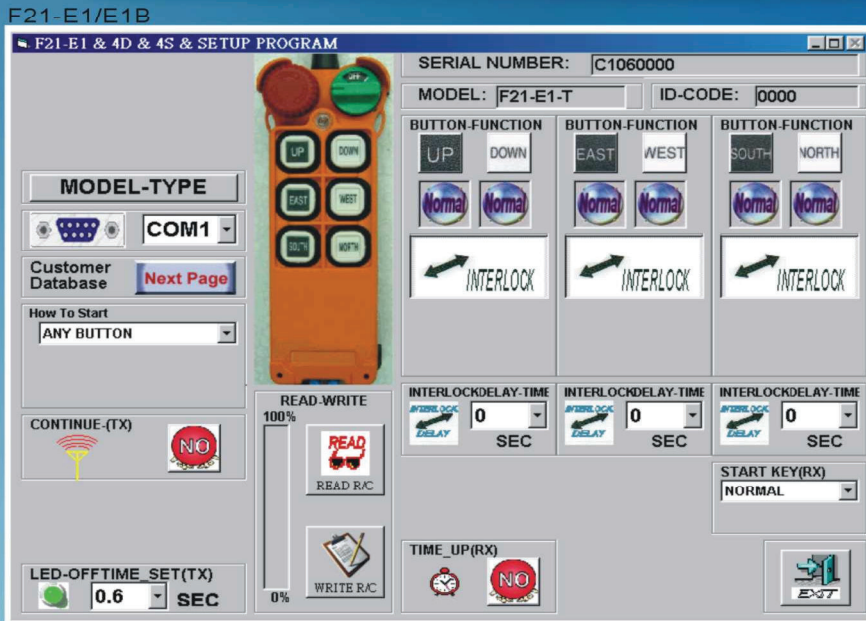 F21-E1/E1B
F21-E1 & 4D & 4S & SETUP PROGRAM
SERIAL NUMBER: C1060000
MODEL: F21-E1-T ID-CODE: 0000
MODEL-TYPE
COM1
Customer
Database
Next Page
How To Start
ANY BUTTON
CONTINUE-(TX)
NO
LED-OFFTIME_SET(TX)
0.6 SEC
OFF
UP DOWN
EAST WEST
SOUTH NORTH
READ-WRITE
100%
0%
READ
READ R/C
WRITE R/C
BUTTON-FUNCTION
UP DOWN
Normal Normal
INTERLOCK
BUTTON-FUNCTION
EAST WEST
Normal Normal
INTERLOCK
BUTTON-FUNCTION
SOUTH NORTH
Normal Normal
INTERLOCK
INTERLOCKDELAY-TIME
INTERLOCK
DELAY
0
SEC
INTERLOCKDELAY-TIME
INTERLOCK
DELAY
0
SEC
INTERLOCKDELAY-TIME
INTERLOCK
DELAY
0
SEC
START KEY(RX)
NORMAL
TIME_UP(RX)
NO
EXIT